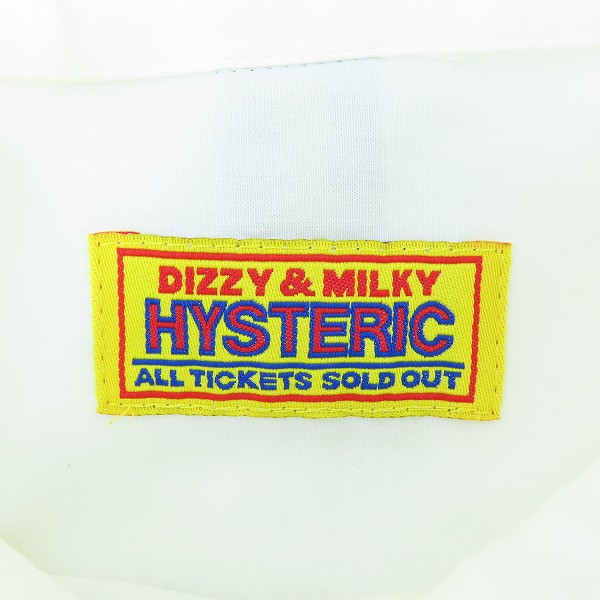 DIZZY & MILKY
HYSTERIC
ALL TICKETS SOLD OUT